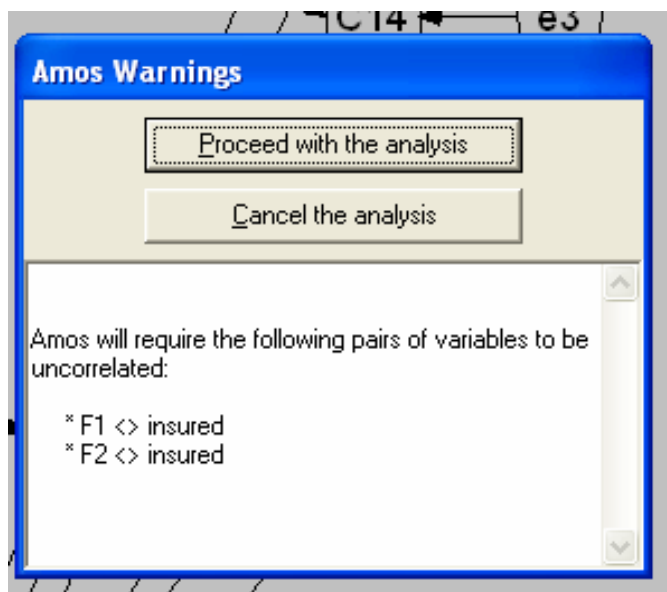 C14 e3
Amos Warnings
Proceed with the analysis
Cancel the analysis
Amos will require the following pairs of variables to be
uncorrelated:
* F1 <> insured
* F2 <> insured